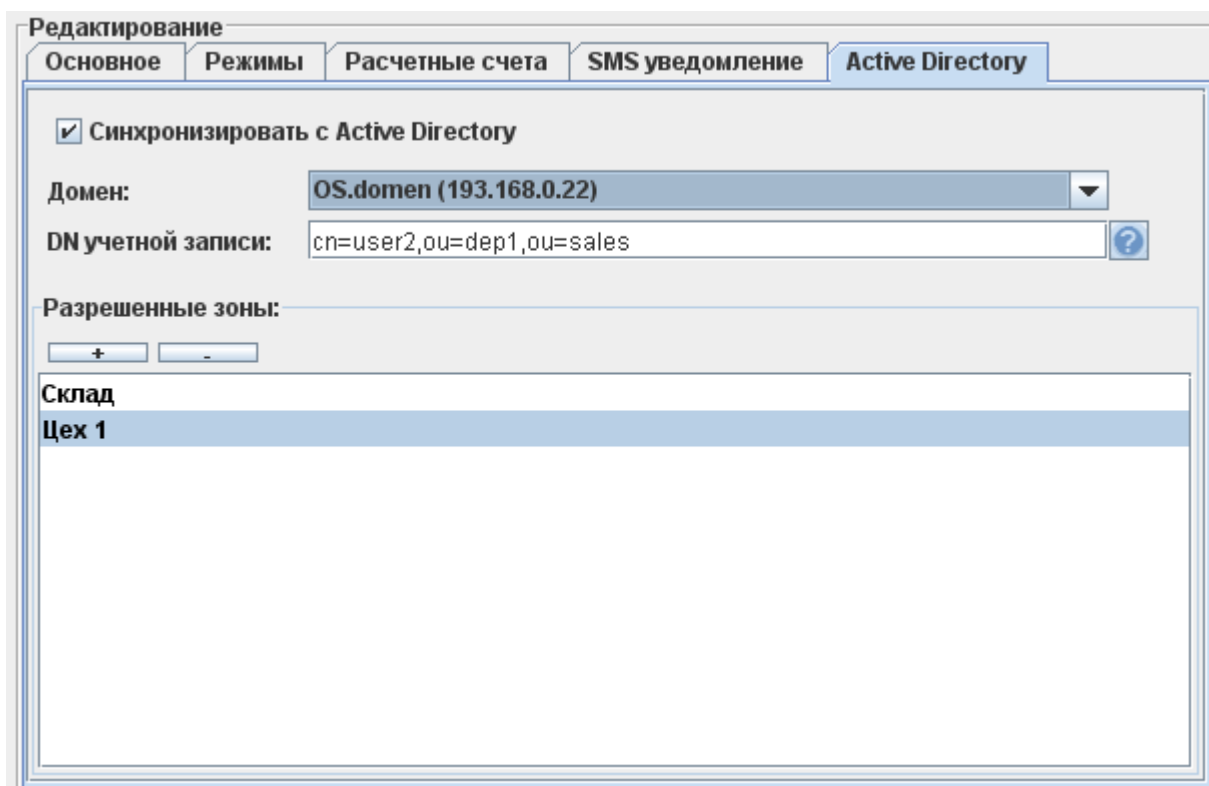 Редактирование
Основное Режимы Расчетные счета SMS уведомление Active Directory
Синхронизировать с Active Directory
Домен: OS.domen (193.168.0.22)
DN учетной записи: cn=user2,ou=dep1,ou=sales ?
Разрешенные зоны:
+ -
Склад
Цех 1